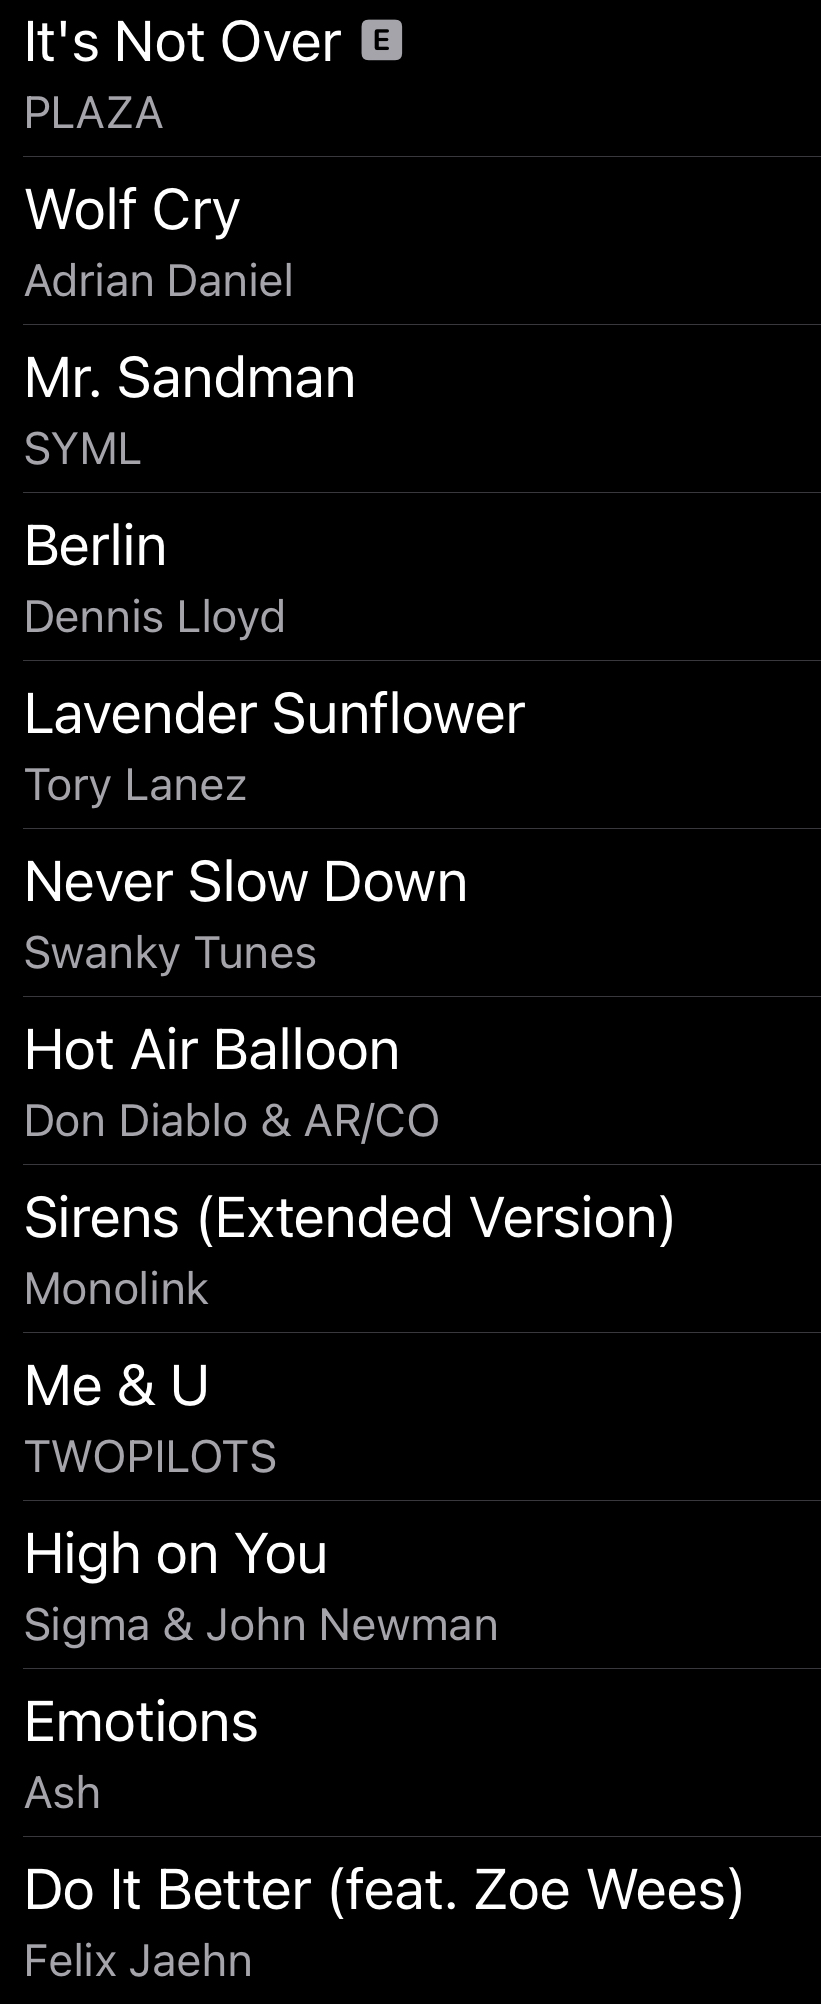 It's Not Over E
PLAZA
Wolf Cry
Adrian Daniel
Mr. Sandman
SYML
Berlin
Dennis Lloyd
Lavender Sunflower
Tory Lanez
Never Slow Down
Swanky Tunes
Hot Air Balloon
Don Diablo & AR/CO
Sirens (Extended Version)
Monolink
Me & U
TWOPILOTS
High on You
Sigma & John Newman
Emotions
Ash
Do It Better (feat. Zoe Wees)
Felix Jaehn